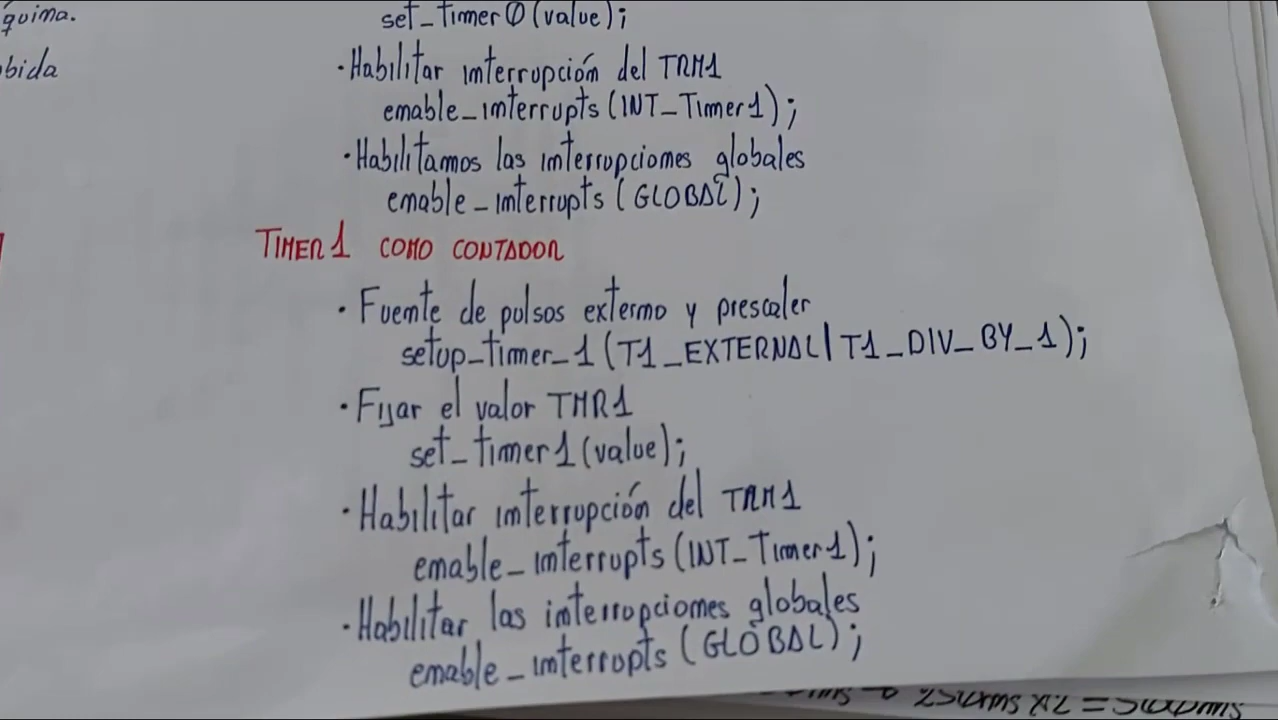 quina.
bida
set_timer0(value);
·Habilitar interrupción del TRM1
enable_interrupts(INT_Timer1);
·Habilitamos las interrupciones globales
enable_interrupts(GLOBAL);
TIMER1 COMO CONTADOR
·Fuente de pulsos externo y prescaler
setup_timer_1(T1_EXTERNAL|T1_DIV_BY_1);
·Fijar el valor TMR1
set_timer1(value);
·Habilitar interrupción del TRM1
enable_interrupts(INT_Timer1);
·Habilitar las interrupciones globales
enable_interrupts(GLOBAL);